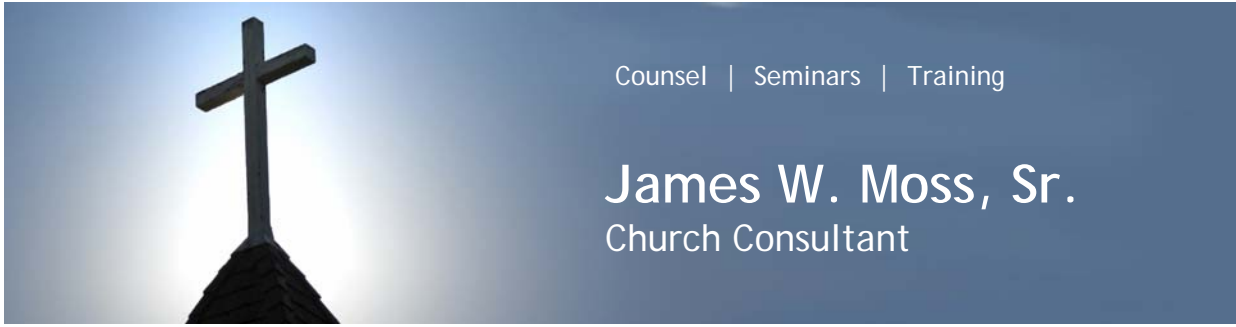 Counsel | Seminars | Training
James W. Moss, Sr.
Church Consultant